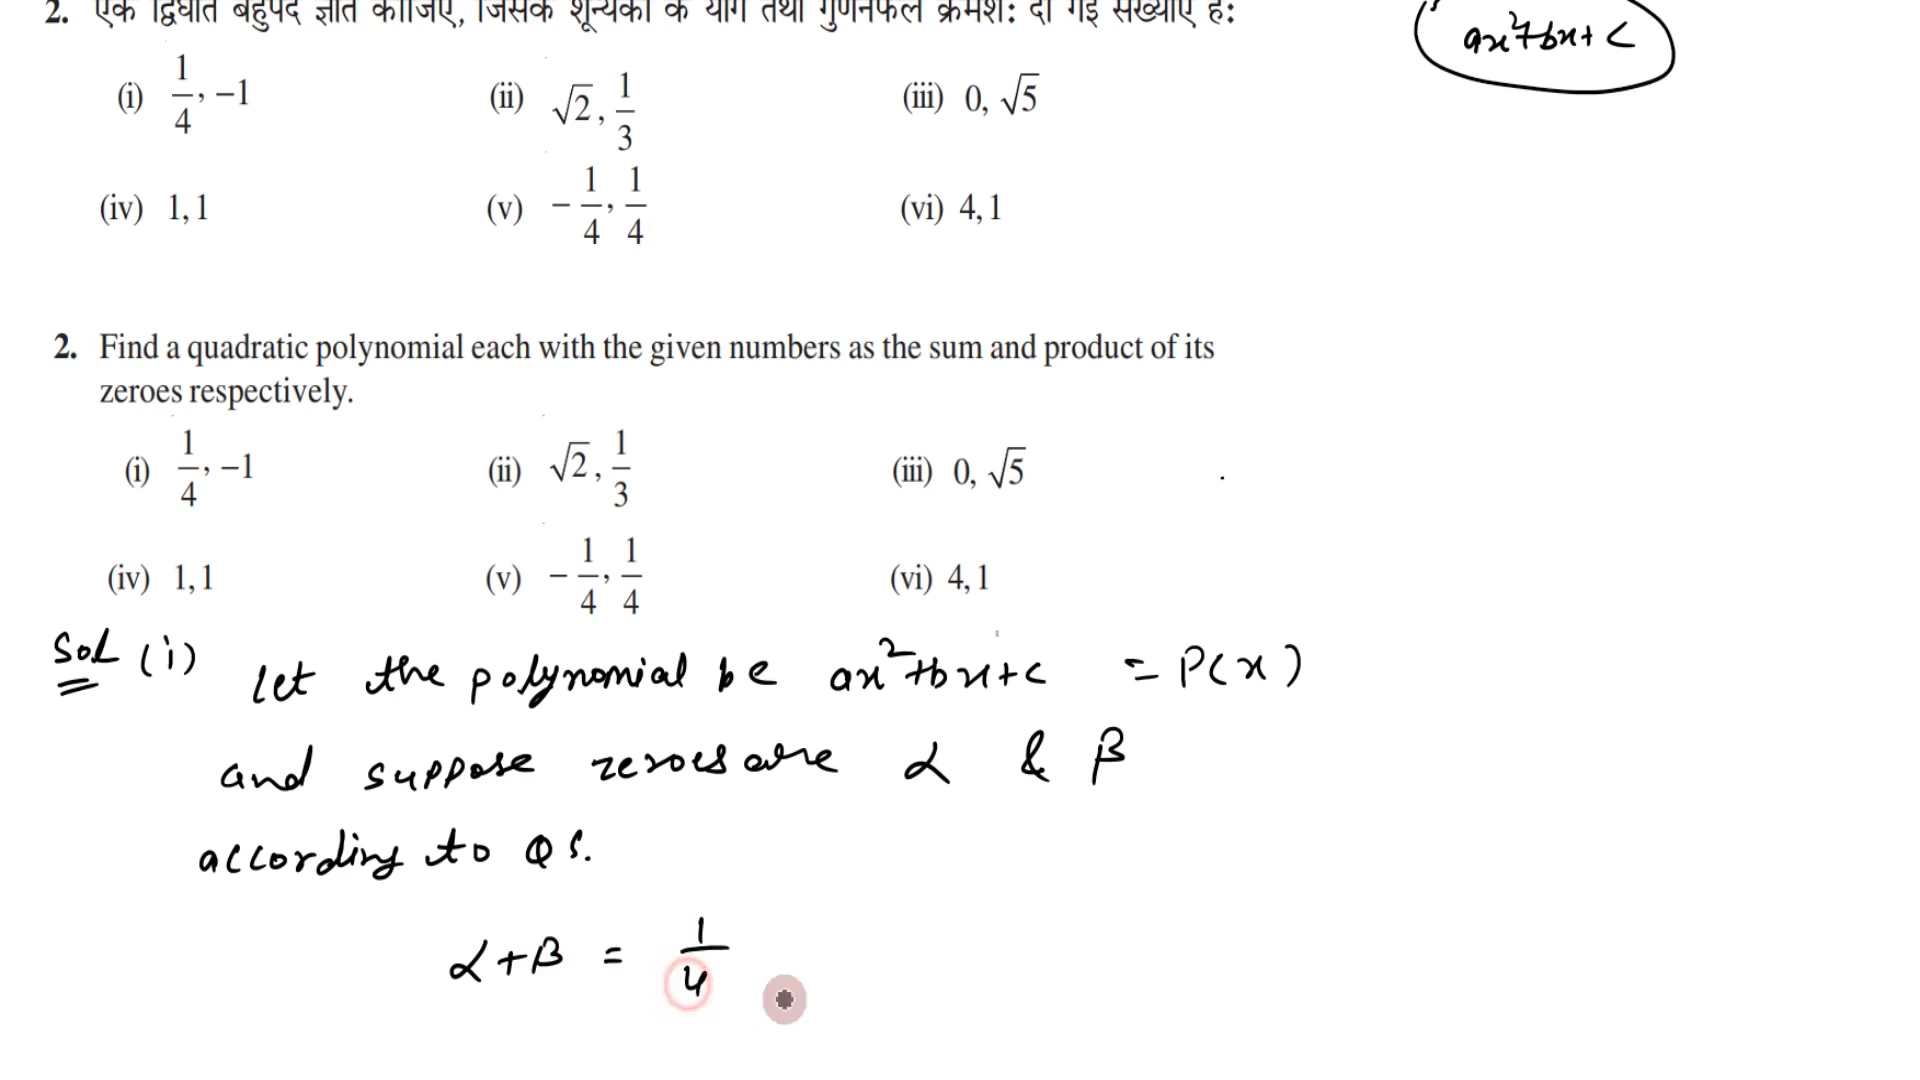 2. एक द्विघात बहुपद ज्ञात कीजिए, जिसके शून्यकों के योग तथा गुणनफल क्रमशः दी गई संख्याएँ हैं:
ax²+bx+c
(i) 1/4, −1 (ii) √2, 1/3 (iii) 0, √5
(iv) 1, 1 (v) −1/4, 1/4 (vi) 4, 1
2. Find a quadratic polynomial each with the given numbers as the sum and product of its
zeroes respectively.
(i) 1/4, −1 (ii) √2, 1/3 (iii) 0, √5
(iv) 1, 1 (v) −1/4, 1/4 (vi) 4, 1
Sol (i) let the polynomial be ax²+bx+c = P(x)
and suppose zeroes are α & β
according to QS.
α+β = 1/4